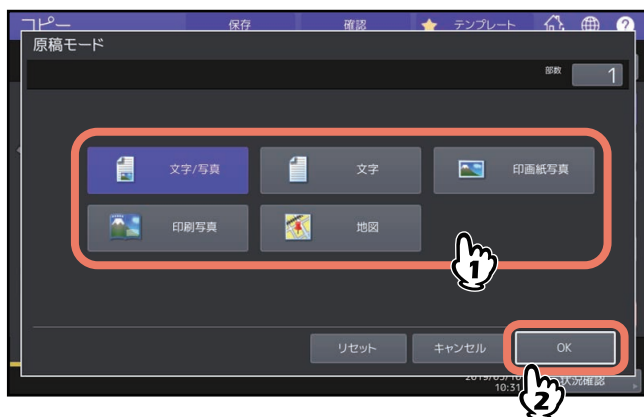 コピー 保存 確認 テンプレート ?
原稿モード
部数 1
文字/写真 文字 印画紙写真
印刷写真 地図
1
リセット キャンセル OK
10:31 状況確認
2